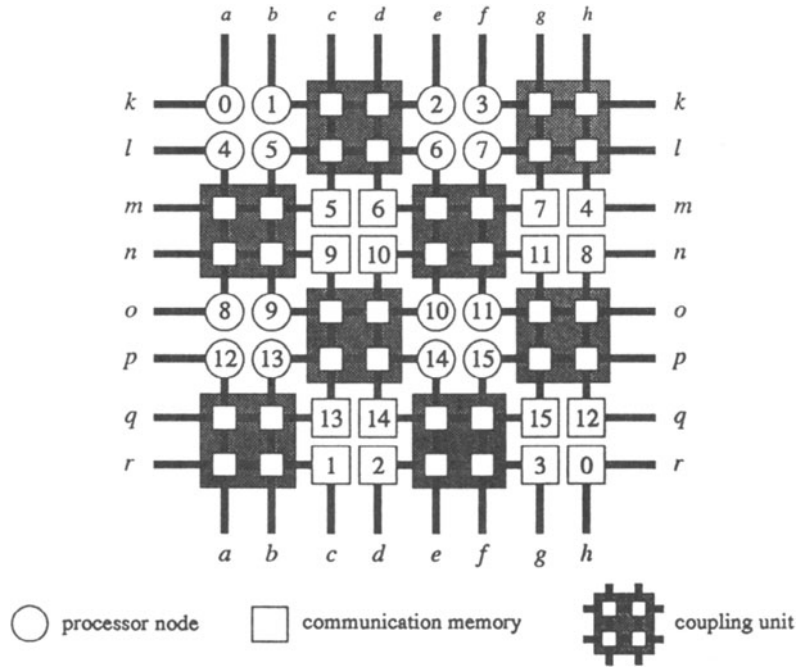 a b c d e f g h
k 0 1 2 3 k
l 4 5 6 7 l
m 5 6 7 4 m
n 9 10 11 8 n
o 8 9 10 11 o
p 12 13 14 15 p
q 13 14 15 12 q
r 1 2 3 0 r
a b c d e f g h
processor node communication memory coupling unit